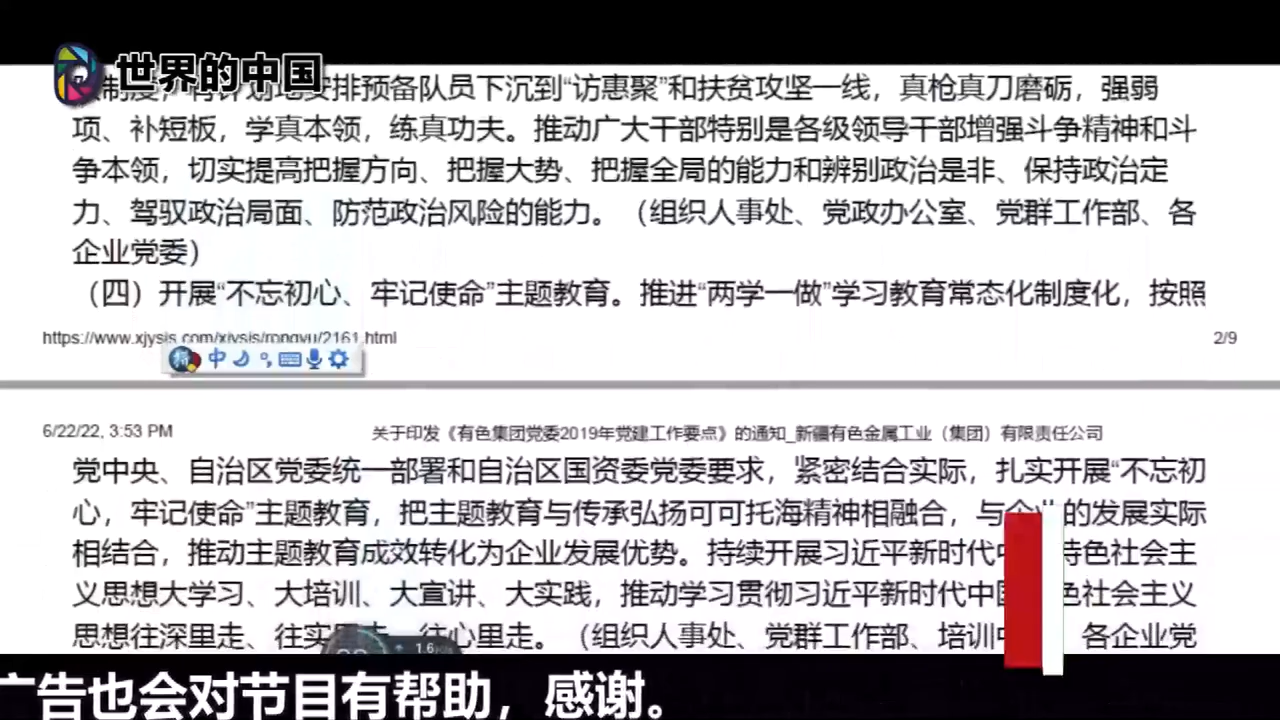 世界的中国
制度，有计划地安排预备队员下沉到“访惠聚”和扶贫攻坚一线，真枪真刀磨砺，强弱
项、补短板，学真本领，练真功夫。推动广大干部特别是各级领导干部增强斗争精神和斗
争本领，切实提高把握方向、把握大势、把握全局的能力和辨别政治是非、保持政治定
力、驾驭政治局面、防范政治风险的能力。（组织人事处、党政办公室、党群工作部、各
企业党委）
（四）开展“不忘初心、牢记使命”主题教育。推进“两学一做”学习教育常态化制度化，按照
https://www.xjysjs.com/xjysjs/rongyu/2161.html
2/9
中
6/22/22, 3:53 PM
关于印发《有色集团党委2019年党建工作要点》的通知_新疆有色金属工业（集团）有限责任公司
党中央、自治区党委统一部署和自治区国资委党委要求，紧密结合实际，扎实开展“不忘初
心，牢记使命”主题教育，把主题教育与传承弘扬可可托海精神相融合，与企业的发展实际
相结合，推动主题教育成效转化为企业发展优势。持续开展习近平新时代中 特色社会主
义思想大学习、大培训、大宣讲、大实践，推动学习贯彻习近平新时代中国 色社会主义
思想往深里走、往实 走、往心里走。（组织人事处、党群工作部、培训中 各企业党
1.6
广告也会对节目有帮助，感谢。